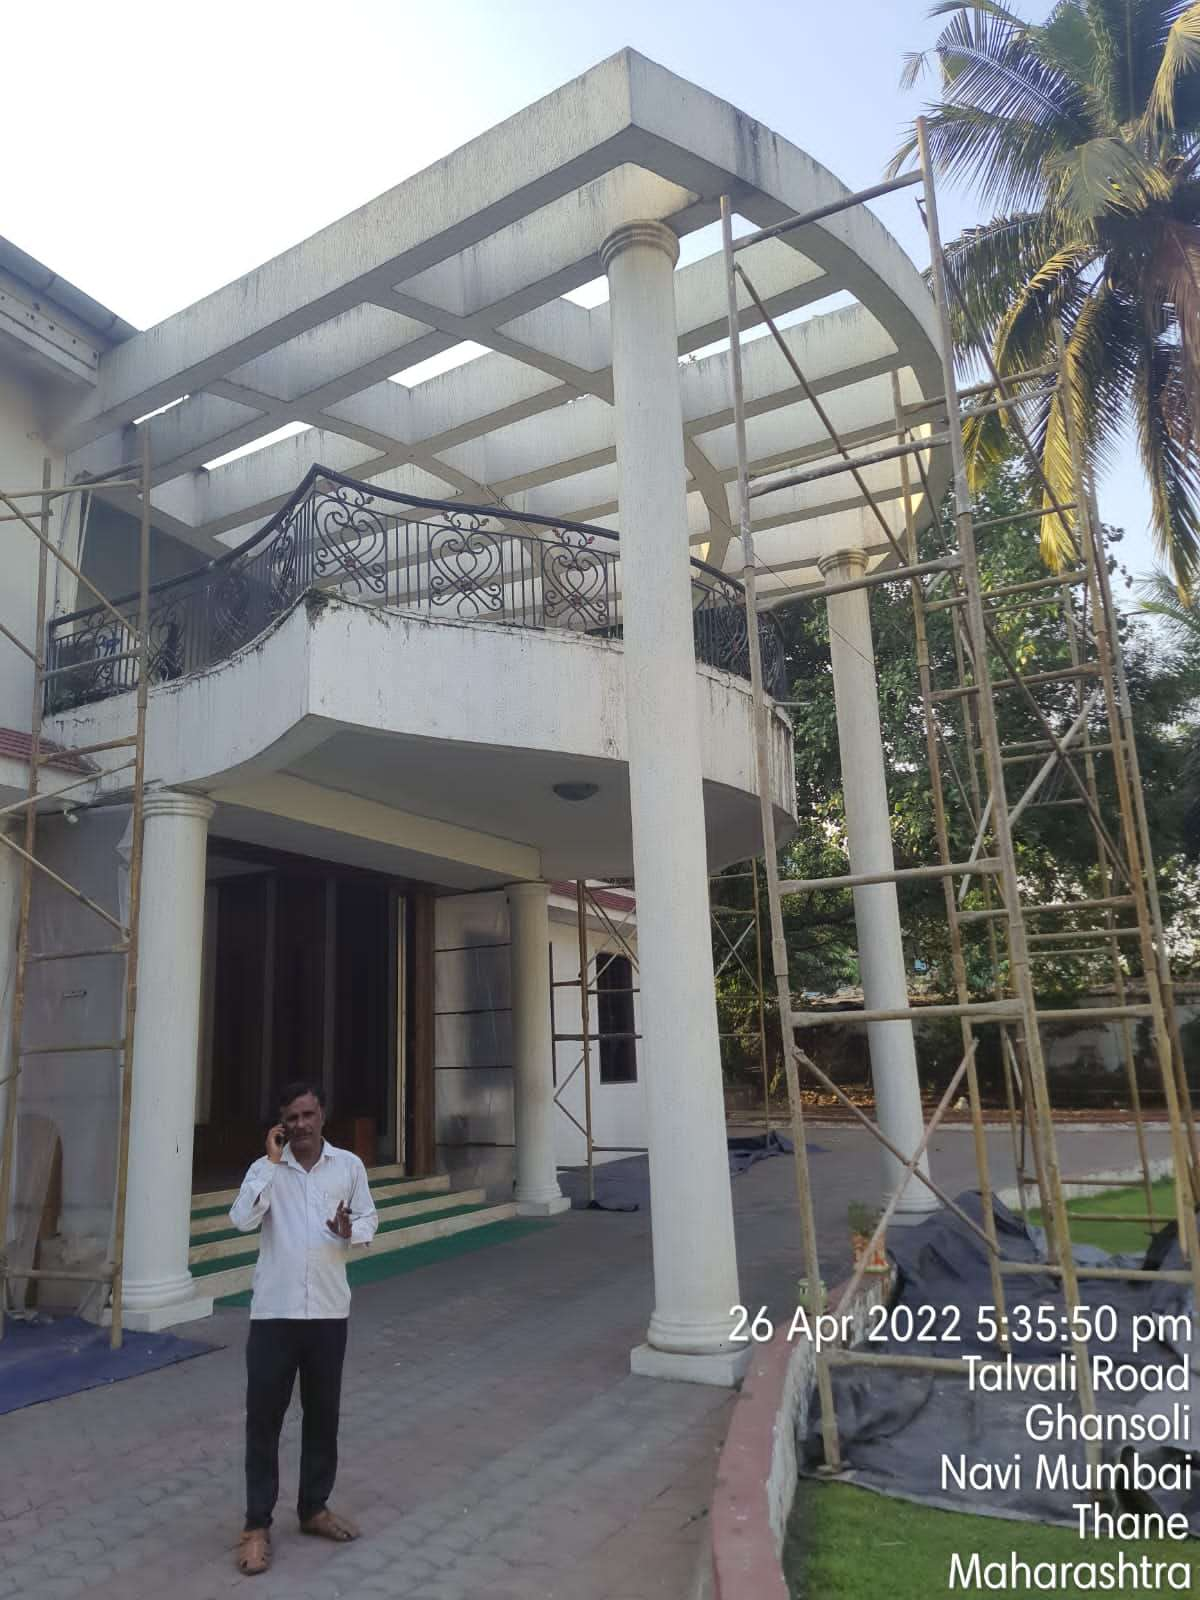 26 Apr 2022 5:35:50 pm
Talvali Road
Ghansoli
Navi Mumbai
Thane
Maharashtra